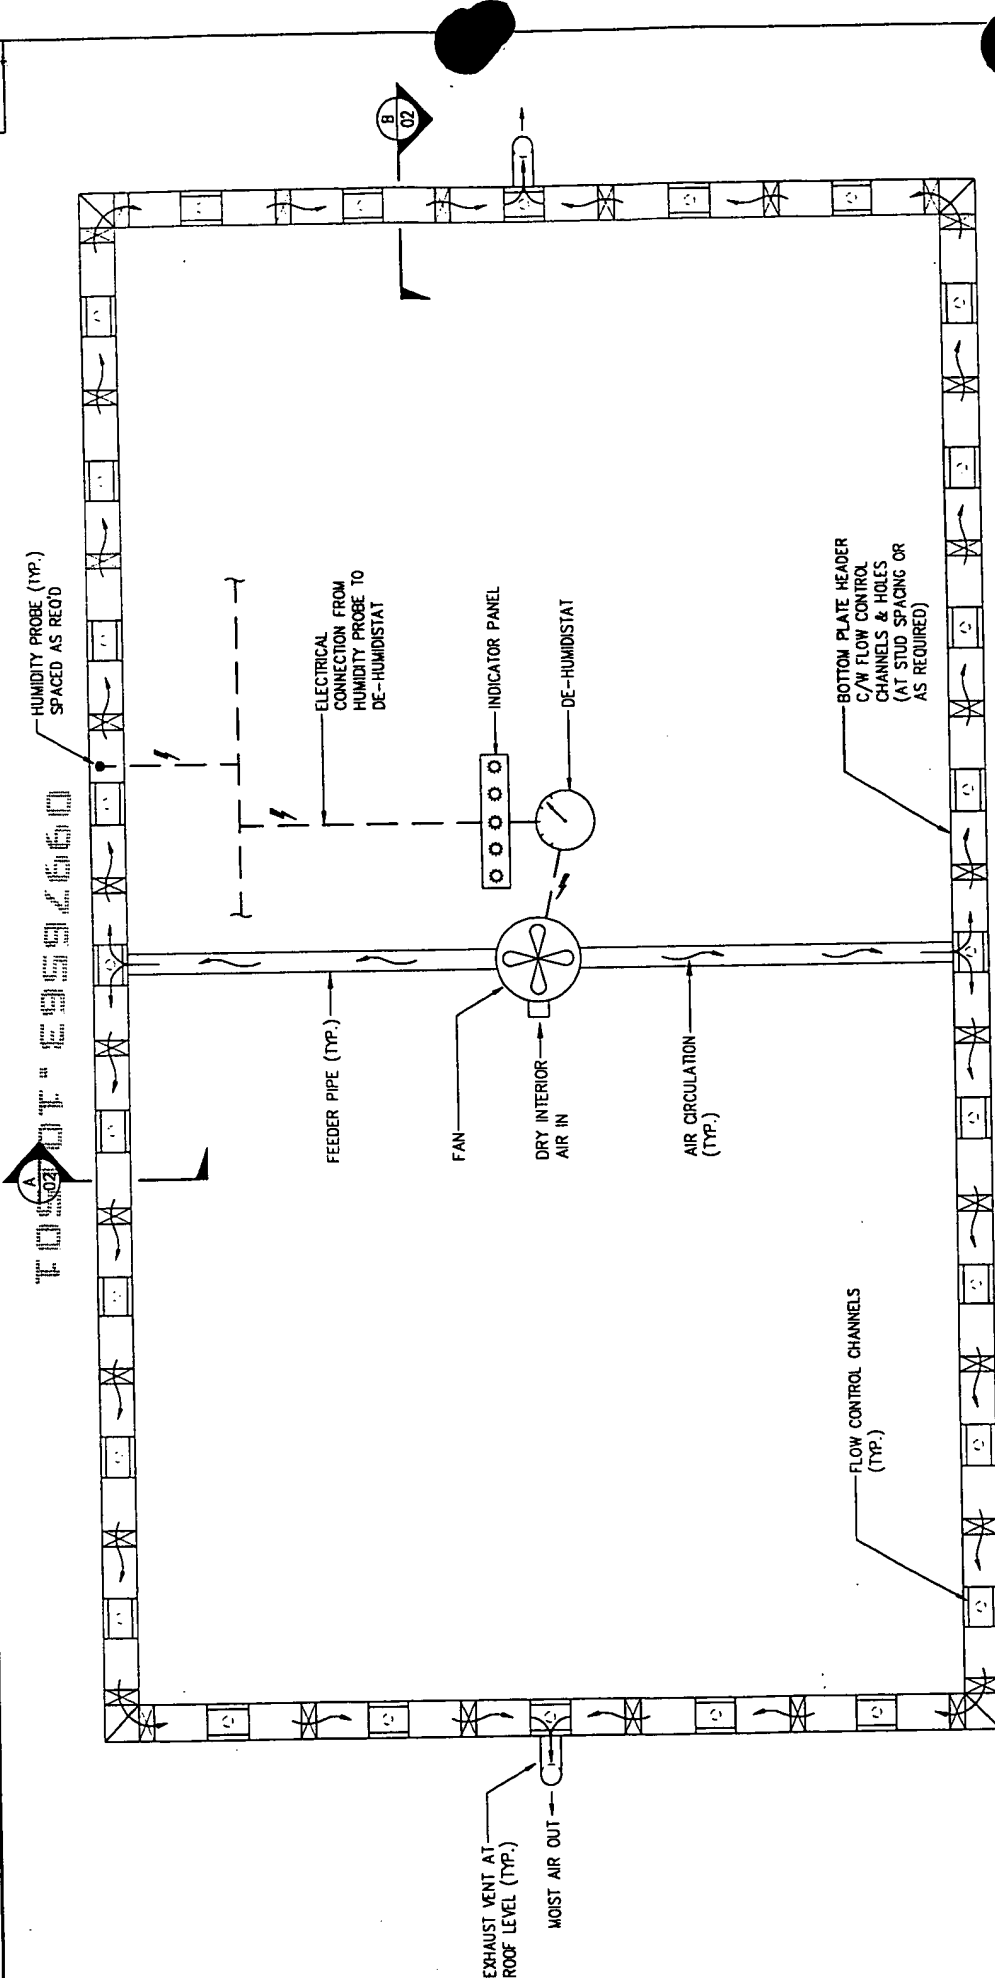 HUMIDITY PROBE (TYP.)
SPACED AS REQ'D
ELECTRICAL
CONNECTION FROM
HUMIDITY PROBE TO
DE-HUMIDISTAT
INDICATOR PANEL
DE-HUMIDISTAT
BOTTOM PLATE HEADER
C/W FLOW CONTROL
CHANNELS & HOLES
(AT STUD SPACING OR
AS REQUIRED)
B
02
A
02
FEEDER PIPE (TYP.)
FAN
DRY INTERIOR
AIR IN
AIR CIRCULATION
(TYP.)
FLOW CONTROL CHANNELS
(TYP.)
EXHAUST VENT AT
ROOF LEVEL (TYP.)
MOIST AIR OUT